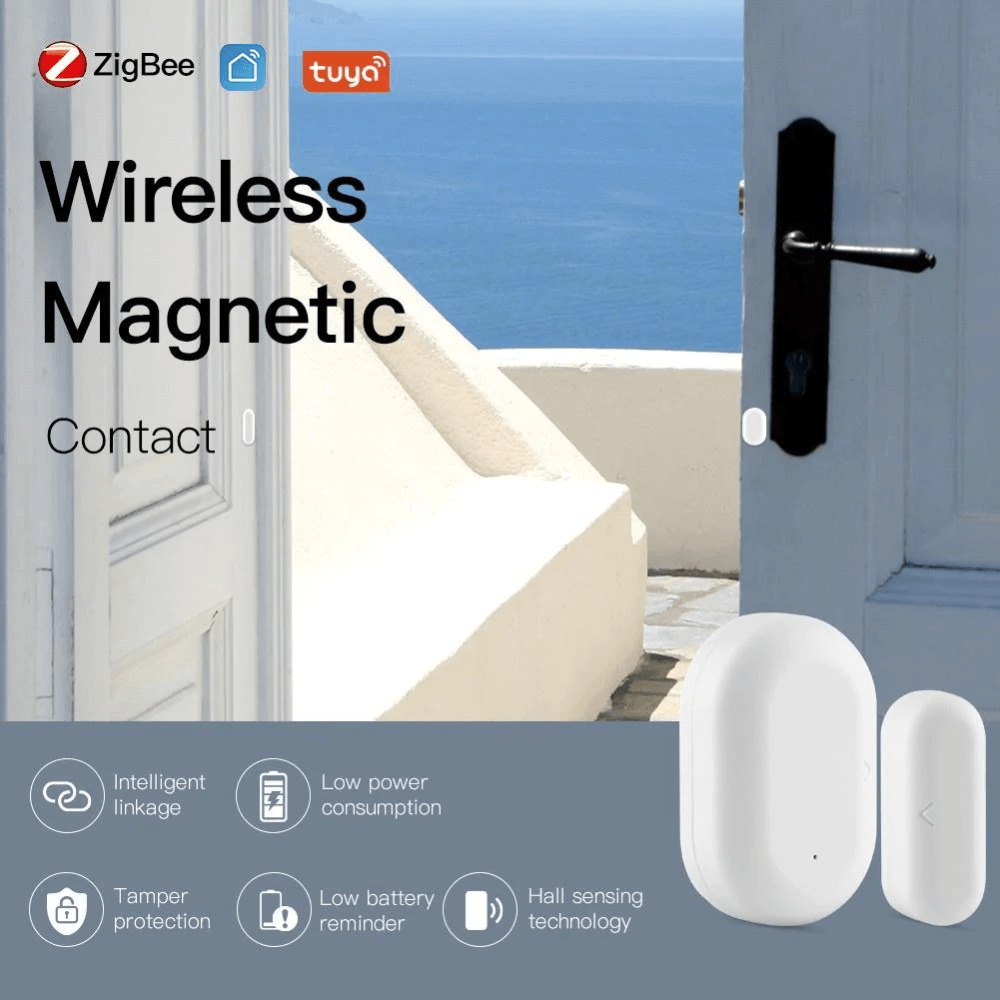 ZigBee
tuya
Wireless
Magnetic
Contact
Intelligent
linkage
Low power
consumption
Tamper
protection
Low battery
reminder
Hall sensing
technology